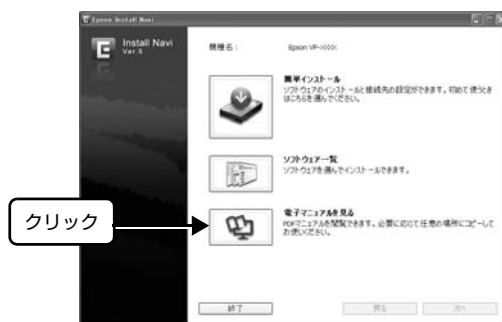 Epson Install Navi
Install Navi
Ver.5
機種名：
Epson VP-XXXX
簡単インストール
ソフトウェアのインストールと接続先の設定ができます。初めて使うときはこちらを選んでください。
ソフトウェア一覧
ソフトウェアを選んでインストールできます。
クリック
電子マニュアルを見る
PDFマニュアルを閲覧できます。必要に応じて任意の場所にコピーして
お使いください。
終了
戻る
次へ